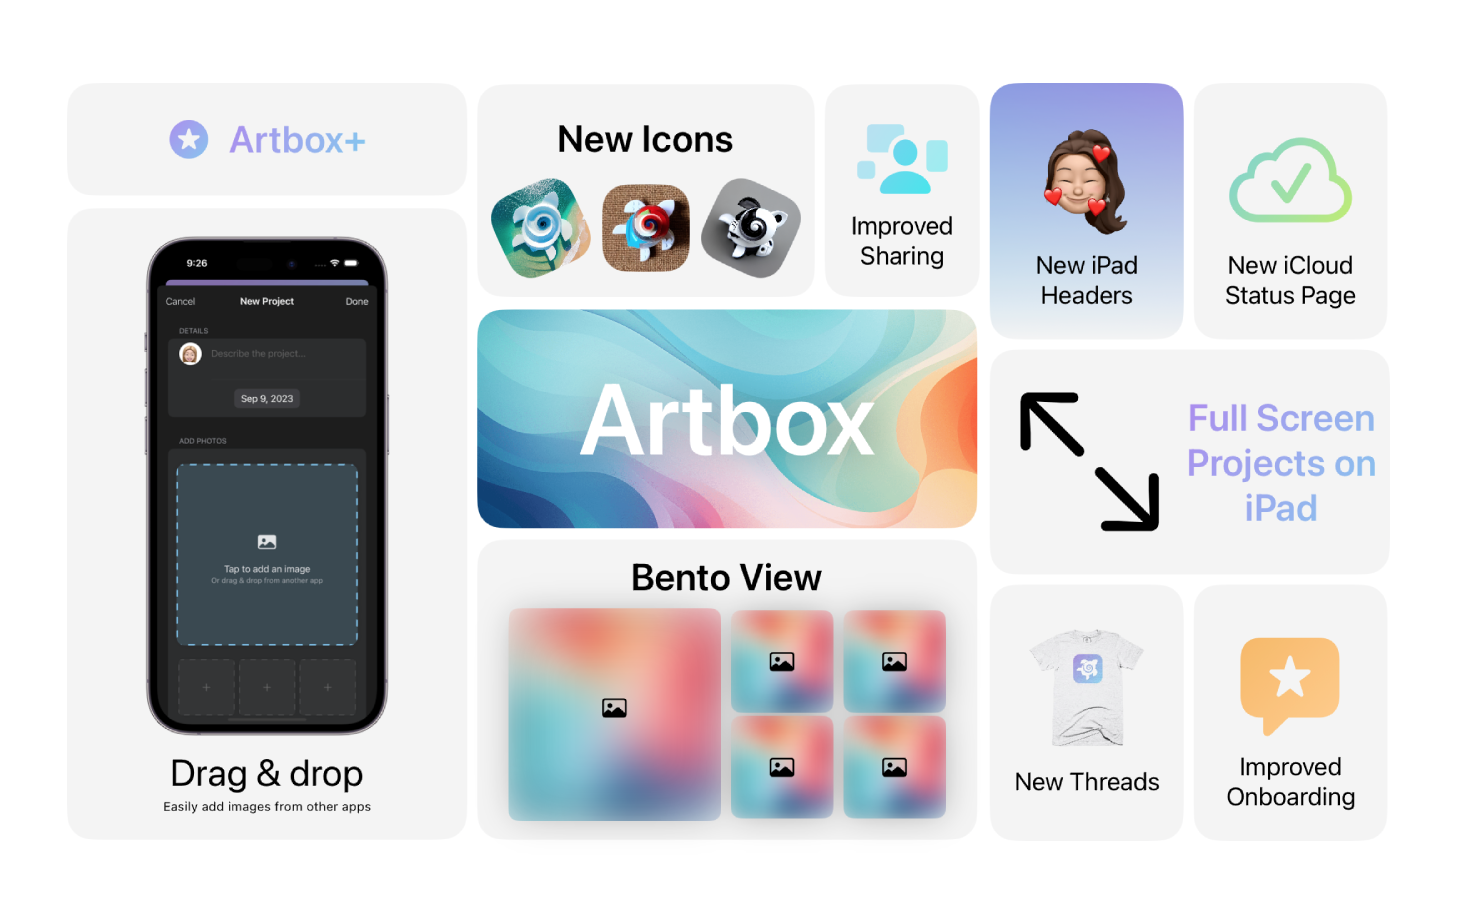 Artbox+
9:26
Cancel New Project Done
DETAILS
Describe the project...
Sep 9, 2023
ADD PHOTOS
Tap to add an image
Or drag & drop from another app
Drag & drop
Easily add images from other apps
New Icons
Improved
Sharing
Artbox
Bento View
New iPad
Headers
New iCloud
Status Page
Full Screen
Projects on
iPad
New Threads
Improved
Onboarding